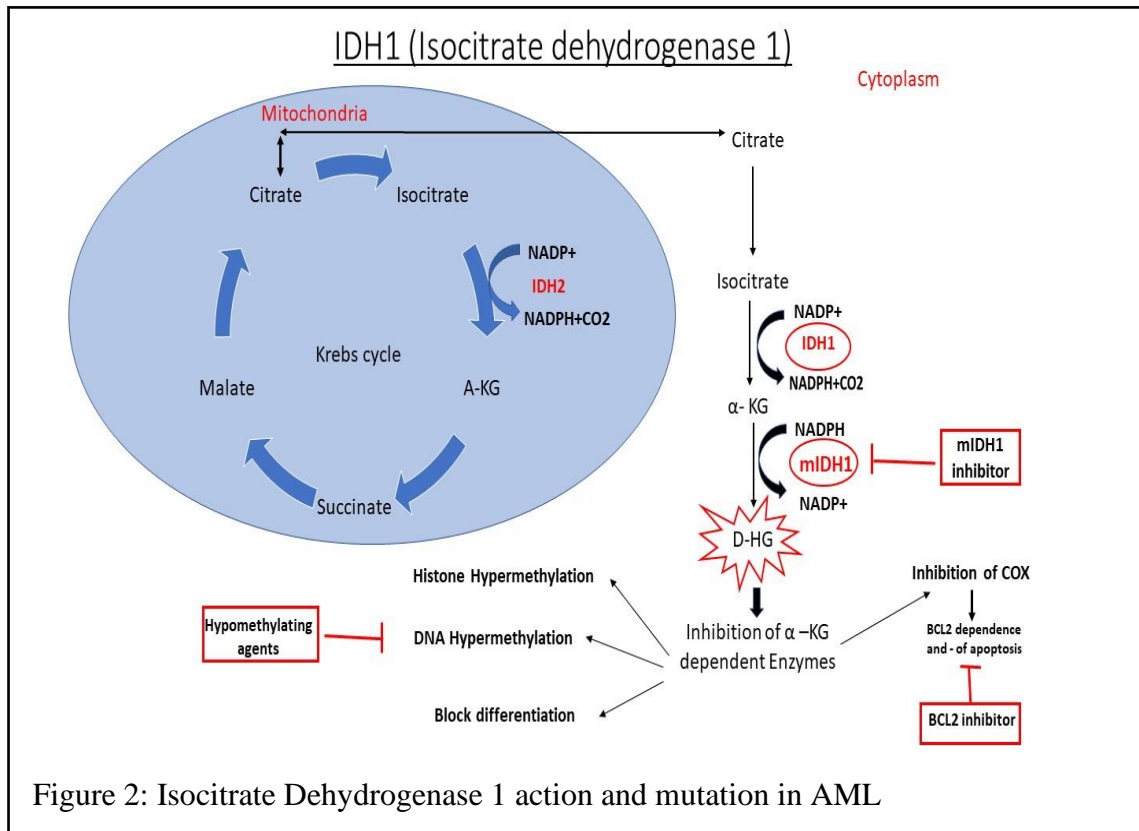 IDH1 (Isocitrate dehydrogenase 1)
Cytoplasm
Mitochondria
Citrate
Citrate
Isocitrate
NADP+
IDH2
NADPH+CO2
Krebs cycle
Malate
A-KG
Succinate
Isocitrate
NADP+
IDH1
NADPH+CO2
α- KG
NADPH
mIDH1
NADP+
mIDH1
inhibitor
D-HG
Histone Hypermethylation
Inhibition of COX
Hypomethylating
agents
DNA Hypermethylation
Inhibition of α –KG
dependent Enzymes
BCL2 dependence
and - of apoptosis
Block differentiation
BCL2 inhibitor
Figure 2: Isocitrate Dehydrogenase 1 action and mutation in AML